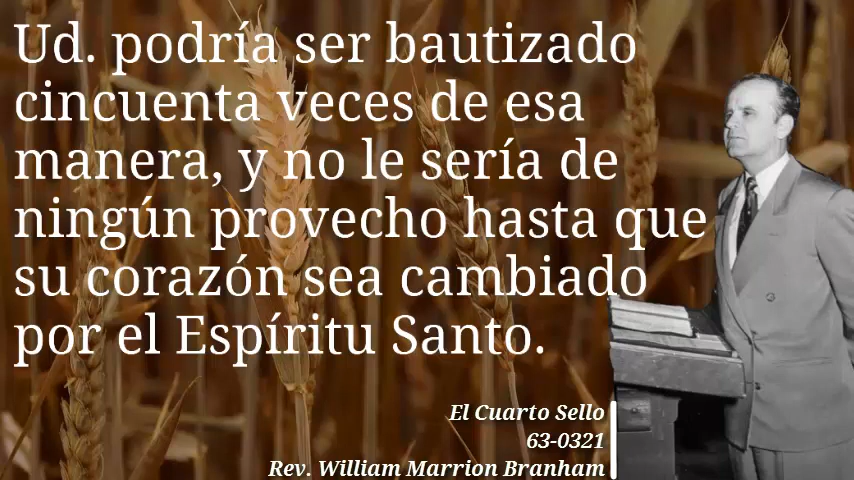 Ud. podría ser bautizado
cincuenta veces de esa
manera, y no le sería de
ningún provecho hasta que
su corazón sea cambiado
por el Espíritu Santo.
El Cuarto Sello
63-0321
Rev. William Marrion Branham